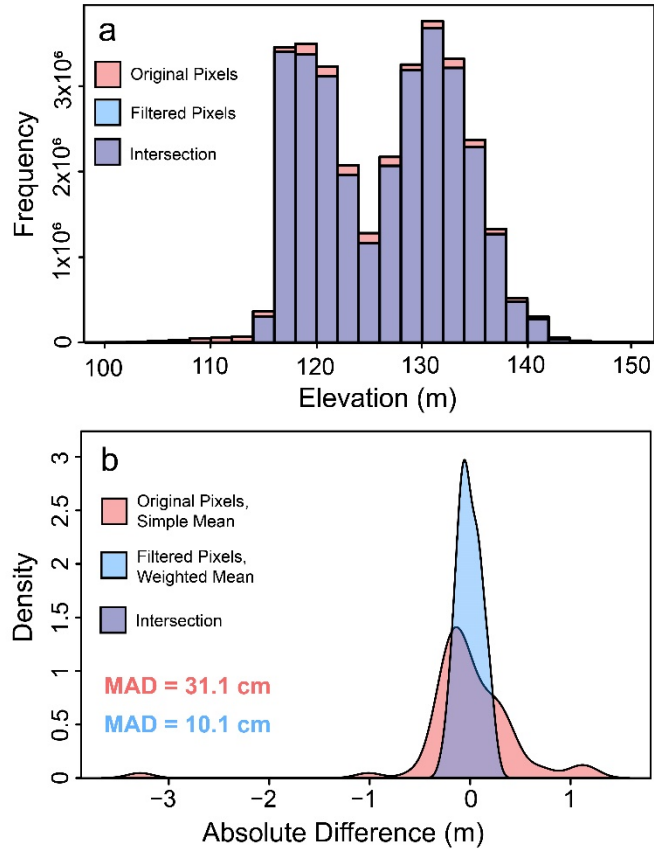 a
Original Pixels
Filtered Pixels
Intersection
Frequency
3x10⁶
2x10⁶
1x10⁶
0
100 110 120 130 140 150
Elevation (m)
b
Original Pixels,
Simple Mean
Filtered Pixels,
Weighted Mean
Intersection
MAD = 31.1 cm
MAD = 10.1 cm
Density
3
2.5
2
1.5
1
0.5
0
−3 −2 −1 0 1
Absolute Difference (m)